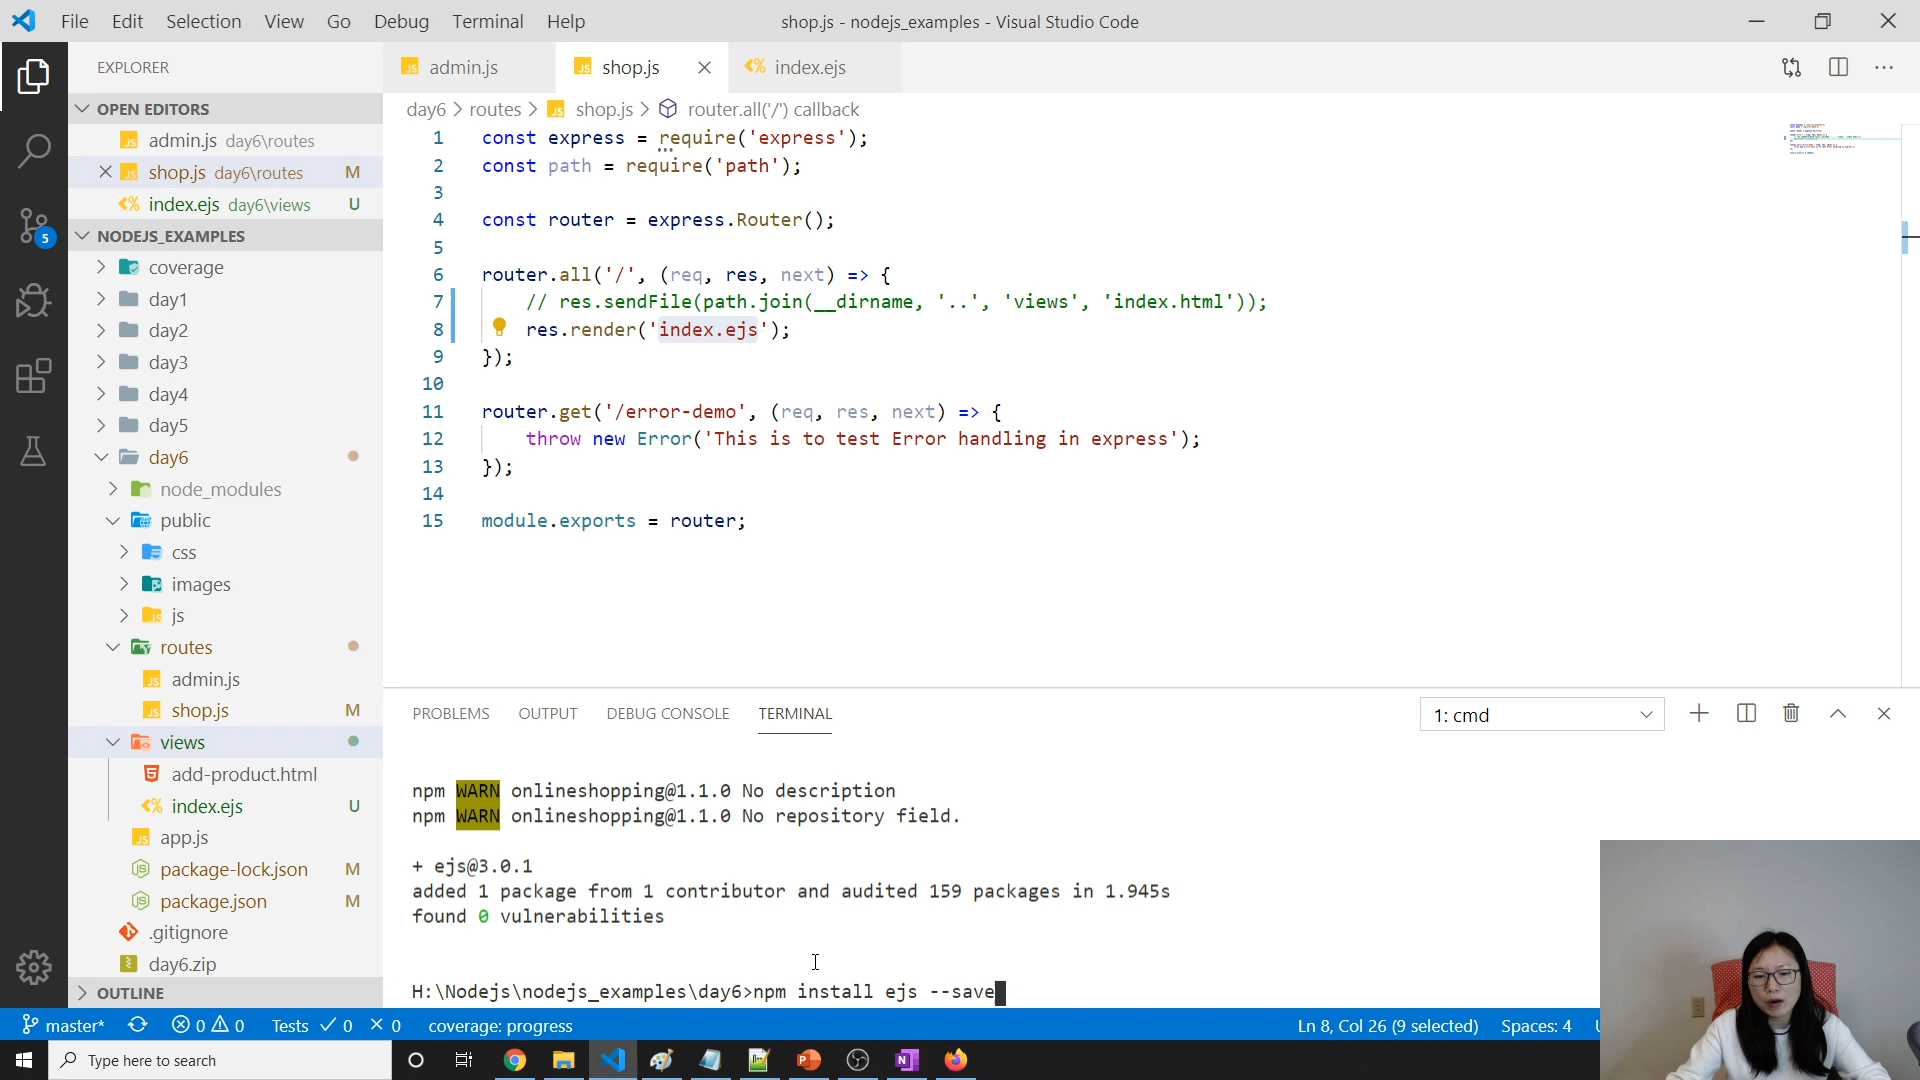 File Edit Selection View Go Debug Terminal Help
shop.js - nodejs_examples - Visual Studio Code
EXPLORER
OPEN EDITORS
admin.js day6\routes
shop.js day6\routes M
index.ejs day6\views U
NODEJS_EXAMPLES
coverage
day1
day2
day3
day4
day5
day6
node_modules
public
css
images
js
routes
admin.js
shop.js M
views
add-product.html
index.ejs U
app.js
package-lock.json M
package.json M
.gitignore
day6.zip
OUTLINE
5
admin.js shop.js index.ejs
day6 > routes > shop.js > router.all('/') callback
1 const express = require('express');
2 const path = require('path');
3
4 const router = express.Router();
5
6 router.all('/', (req, res, next) => {
7 // res.sendFile(path.join(__dirname, '..', 'views', 'index.html'));
8 res.render('index.ejs');
9 });
10
11 router.get('/error-demo', (req, res, next) => {
12 throw new Error('This is to test Error handling in express');
13 });
14
15 module.exports = router;
PROBLEMS OUTPUT DEBUG CONSOLE TERMINAL
1: cmd
npm WARN onlineshopping@1.1.0 No description
npm WARN onlineshopping@1.1.0 No repository field.
+ ejs@3.0.1
added 1 package from 1 contributor and audited 159 packages in 1.945s
found 0 vulnerabilities
H:\Nodejs\nodejs_examples\day6>npm install ejs --save
master* 0 0 Tests 0 0 coverage: progress
Ln 8, Col 26 (9 selected) Spaces: 4
Type here to search